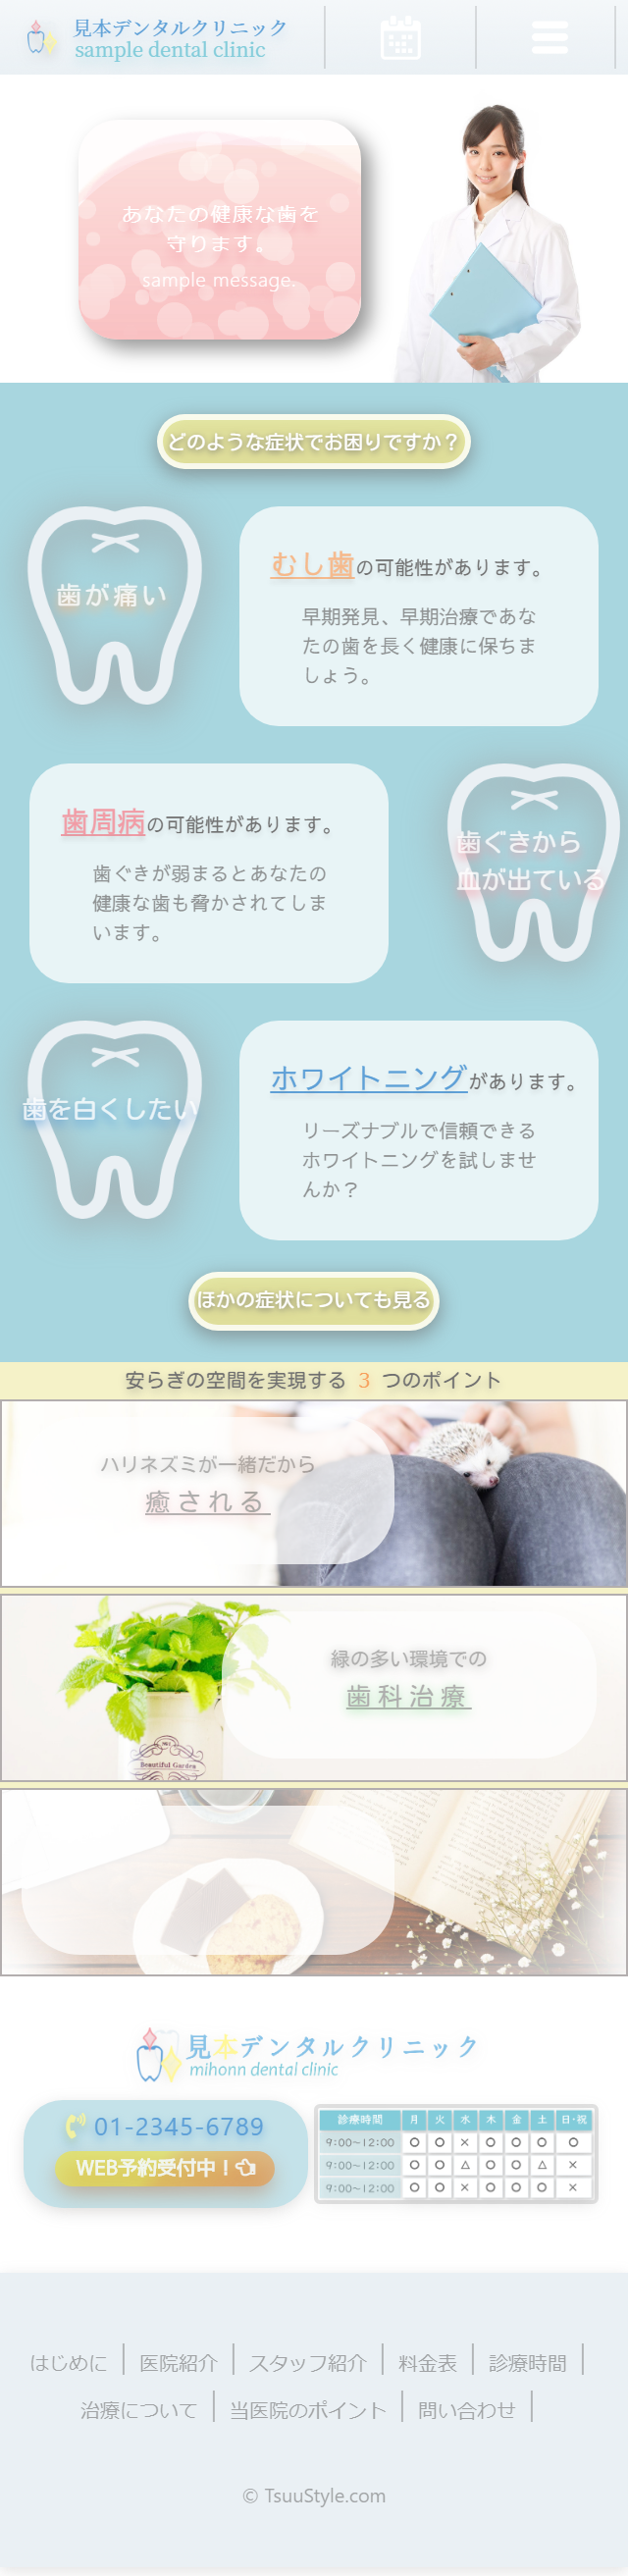 見本デンタルクリニック
sample dental clinic
あなたの健康な歯を
守ります。
sample message.
どのような症状でお困りですか？
歯が痛い
むし歯の可能性があります。
早期発見、早期治療であな
たの歯を長く健康に保ちま
しょう。
歯周病の可能性があります。
歯ぐきが弱まるとあなたの
健康な歯も脅かされてしま
います。
歯ぐきから
血が出ている
歯を白くしたい
ホワイトニングがあります。
リーズナブルで信頼できる
ホワイトニングを試しませ
んか？
ほかの症状についても見る
安らぎの空間を実現する 3 つのポイント
ハリネズミが一緒だから
癒される
緑の多い環境での
歯科治療
Beautiful Garden
見本デンタルクリニック
mihonn dental clinic
01-2345-6789
WEB予約受付中！
診療時間 月 火 水 木 金 土 日・祝
9:00～12:00 ○ ○ × ○ ○ ○ ○
9:00～12:00 ○ ○ △ ○ ○ △ ×
9:00～12:00 ○ ○ × ○ ○ ○ ×
はじめに 医院紹介 スタッフ紹介 料金表 診療時間
治療について 当医院のポイント 問い合わせ
© TsuuStyle.com